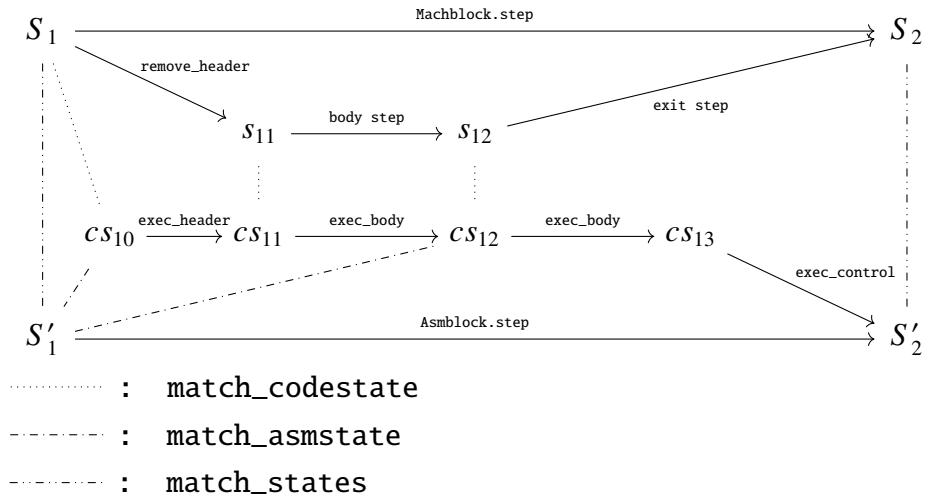 Machblock.step
S₁ S₂
remove_header
body step exit step
s₁₁ s₁₂
exec_header exec_body exec_body
cs₁₀ cs₁₁ cs₁₂ cs₁₃
exec_control
Asmblock.step
S′₁ S′₂
: match_codestate
: match_asmstate
: match_states